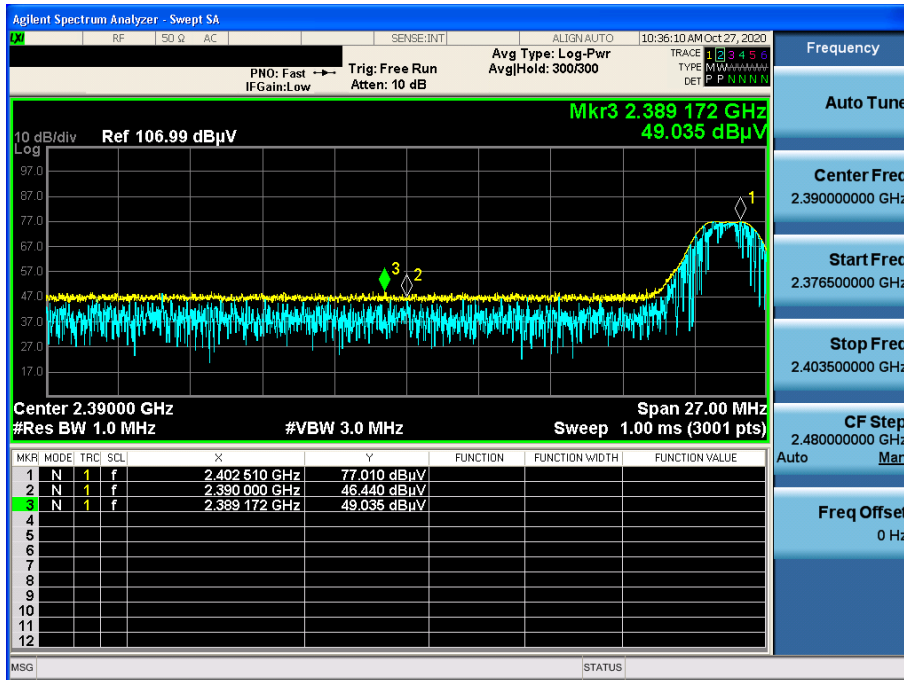 Agilent Spectrum Analyzer - Swept SA
LXI RF 50 Ω AC SENSE:INT ALIGN AUTO 10:36:10 AM Oct 27, 2020
PNO: Fast
IFGain:Low
Trig: Free Run
Atten: 10 dB
Avg Type: Log-Pwr
Avg|Hold: 300/300
TRACE 1 2 3 4 5 6
TYPE M W W W W W
DET P P N N N N
Mkr3 2.389 172 GHz
49.035 dBµV
10 dB/div Ref 106.99 dBµV
Log
97.0
87.0
77.0
67.0
57.0
47.0
37.0
27.0
17.0
1
3
2
Center 2.39000 GHz Span 27.00 MHz
#Res BW 1.0 MHz #VBW 3.0 MHz Sweep 1.00 ms (3001 pts)
MKR MODE TRC SCL X Y FUNCTION FUNCTION WIDTH FUNCTION VALUE
1 N 1 f 2.402 510 GHz 77.010 dBµV
2 N 1 f 2.390 000 GHz 46.440 dBµV
3 N 1 f 2.389 172 GHz 49.035 dBµV
4
5
6
7
8
9
10
11
12
MSG STATUS
Frequency
Auto Tune
Center Freq
2.390000000 GHz
Start Freq
2.376500000 GHz
Stop Freq
2.403500000 GHz
CF Step
2.480000000 GHz
Auto Man
Freq Offset
0 Hz